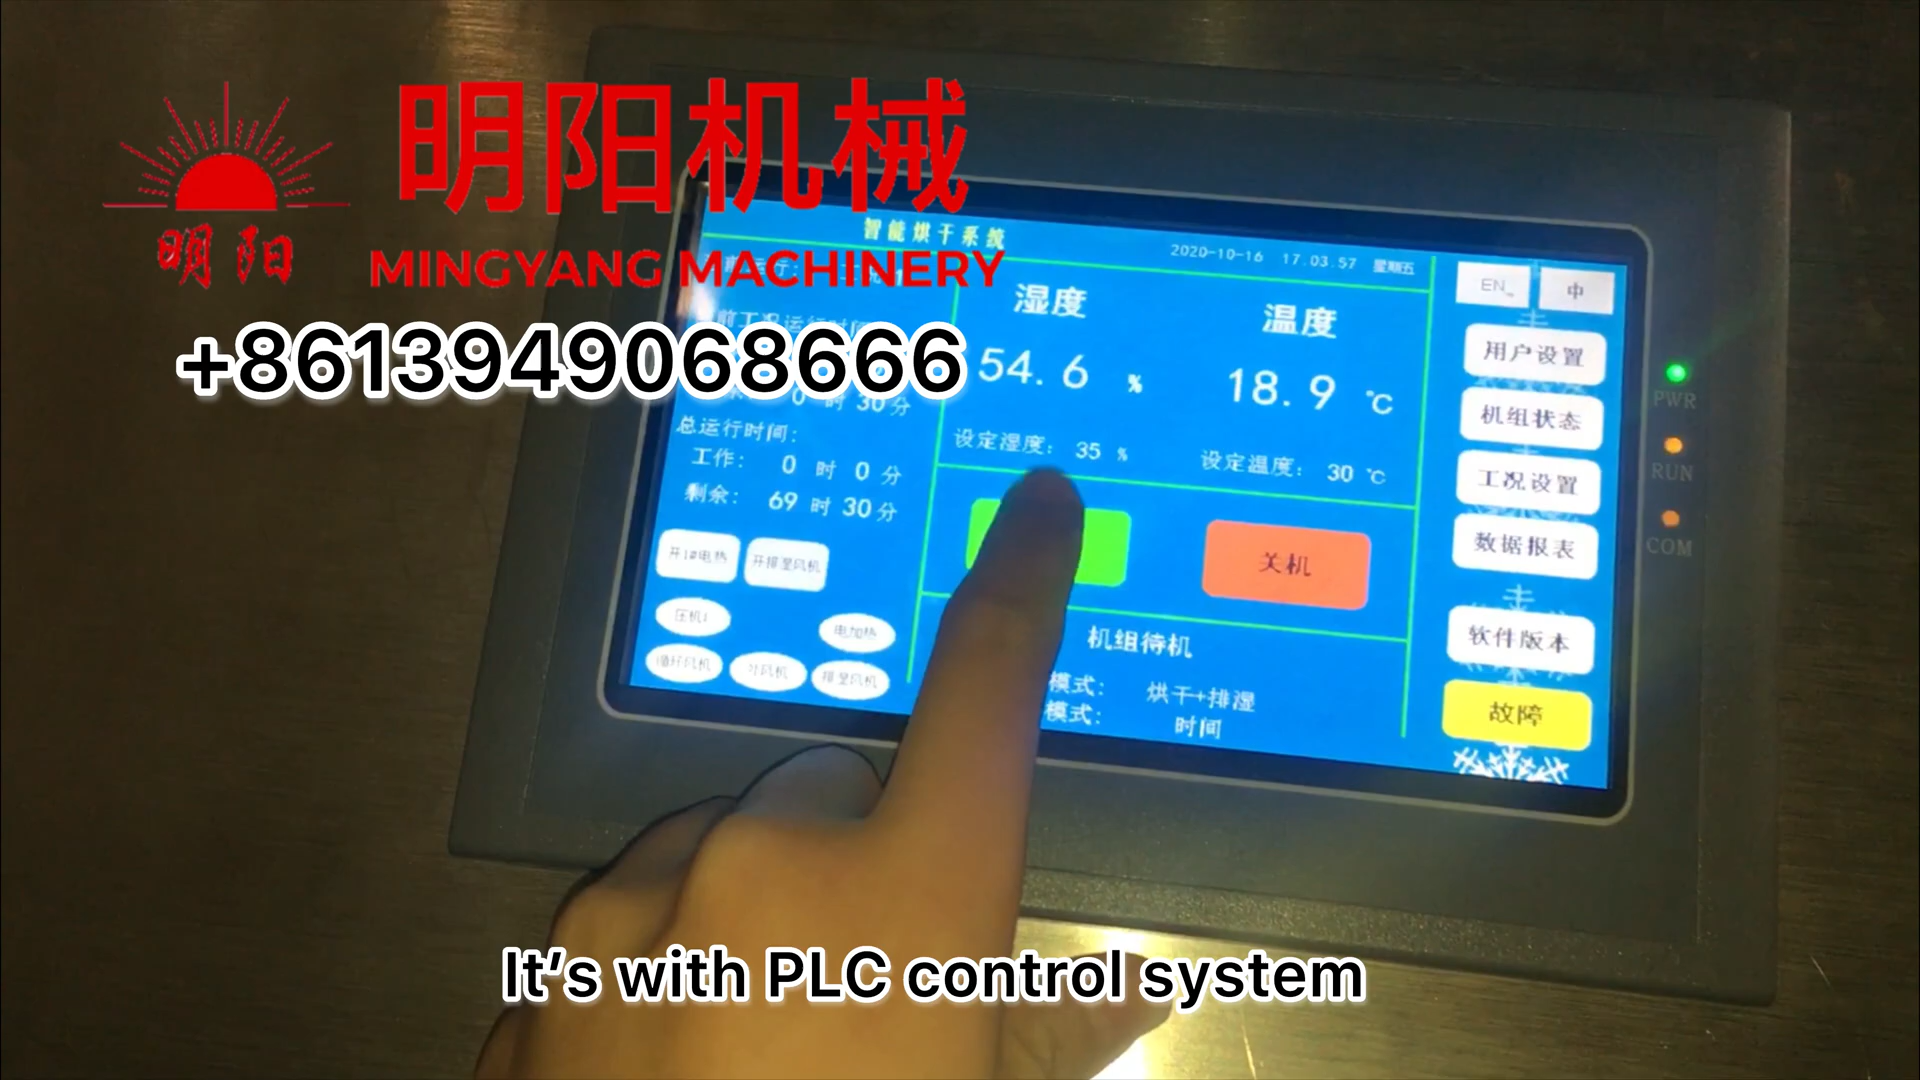 明阳机械
明阳
MINGYANG MACHINERY
+8613949068666
智能烘干系统
2020-10-16 17.03.57 星期五
EN
中
湿度
温度
54.6 %
18.9 ℃
0 时 30 分
设定湿度: 35 %
设定温度: 30 ℃
总运行时间:
工作: 0 时 0 分
剩余: 69 时 30 分
开1#电热
开排湿风机
关机
压机1
电加热
循环风机
排湿风机
机组待机
模式: 烘干+排湿
模式: 时间
用户设置
机组状态
工况设置
数据报表
软件版本
故障
PWR
RUN
COM
It's with PLC control system